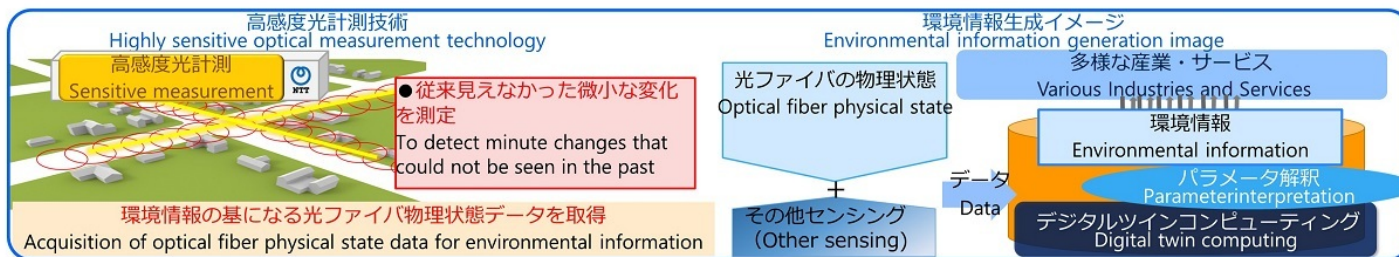 高感度光計測技術
Highly sensitive optical measurement technology
高感度光計測
Sensitive measurement
NTT
●従来見えなかった微小な変化
を測定
To detect minute changes that
could not be seen in the past
環境情報の基になる光ファイバ物理状態データを取得
Acquisition of optical fiber physical state data for environmental information
環境情報生成イメージ
Environmental information generation image
光ファイバの物理状態
Optical fiber physical state
+
その他センシング
(Other sensing)
データ
Data
多様な産業・サービス
Various Industries and Services
環境情報
Environmental information
パラメータ解釈
Parameterinterpretation
デジタルツインコンピューティング
Digital twin computing